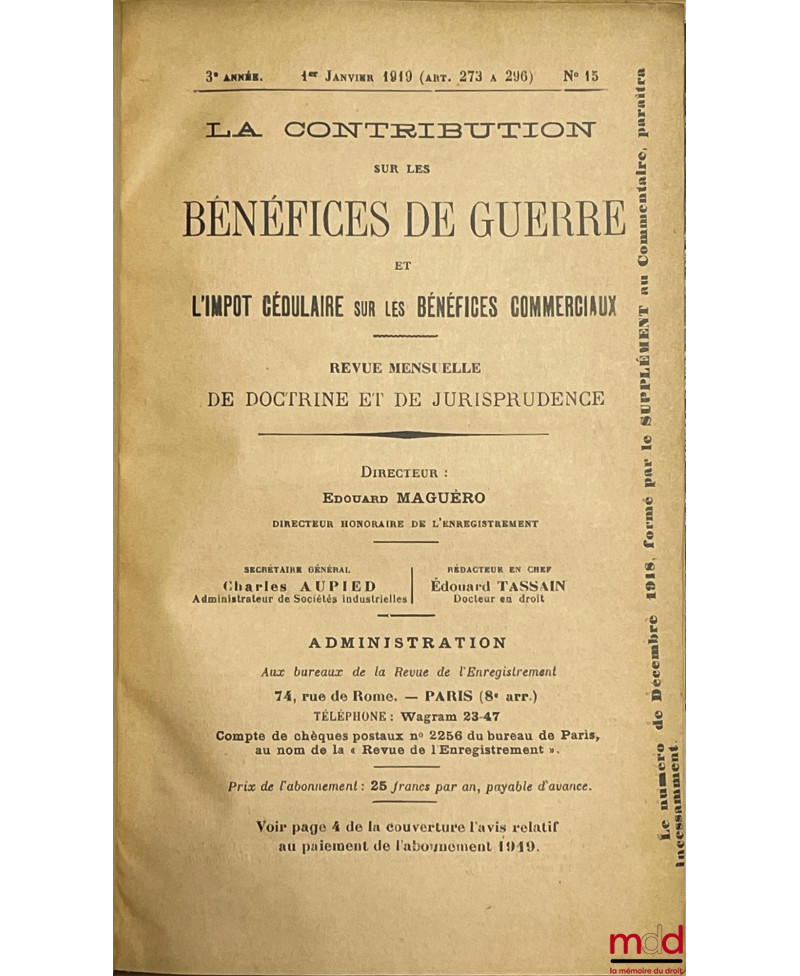 3e ANNÉE. 1er JANVIER 1919 (ART. 273 A 296) No 15
LA CONTRIBUTION
SUR LES
BÉNÉFICES DE GUERRE
ET
L'IMPOT CÉDULAIRE SUR LES BÉNÉFICES COMMERCIAUX
REVUE MENSUELLE
DE DOCTRINE ET DE JURISPRUDENCE
DIRECTEUR :
EDOUARD MAGUÉRO
DIRECTEUR HONORAIRE DE L'ENREGISTREMENT
SECRÉTAIRE GÉNÉRAL
Charles AUPIED
Administrateur de Sociétés industrielles
RÉDACTEUR EN CHEF
Édouard TASSAIN
Docteur en droit
ADMINISTRATION
Aux bureaux de la Revue de l'Enregistrement
74, rue de Rome. — PARIS (8e arr.)
TÉLÉPHONE : Wagram 23-47
Compte de chèques postaux no 2256 du bureau de Paris,
au nom de la « Revue de l'Enregistrement ».
Prix de l'abonnement : 25 francs par an, payable d'avance.
Voir page 4 de la couverture l'avis relatif
au paiement de l'abonnement 1919.
Le numéro de Décembre 1918, formé par le SUPPLÉMENT au Commentaire, paraîtra
incessamment.
mdd
la mémoire du droit